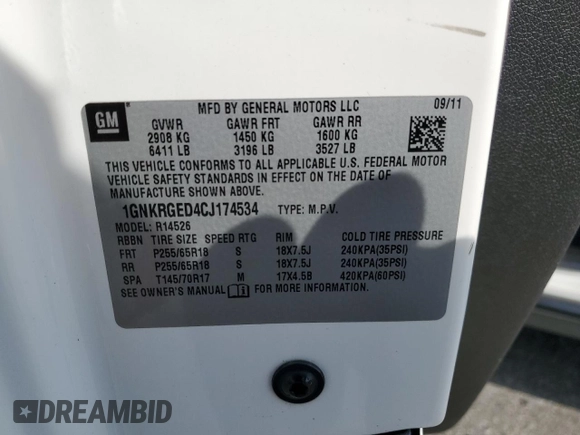 GM
MFD BY GENERAL MOTORS LLC 09/11
GVWR GAWR FRT GAWR RR
2908 KG 1450 KG 1600 KG
6411 LB 3196 LB 3527 LB
THIS VEHICLE CONFORMS TO ALL APPLICABLE U.S. FEDERAL MOTOR
VEHICLE SAFETY STANDARDS IN EFFECT ON THE DATE OF
MANUFACTURE SHOWN ABOVE.
1GNKRGED4CJ174534 TYPE: M.P.V.
MODEL: R14526
RBBN TIRE SIZE SPEED RTG RIM COLD TIRE PRESSURE
FRT P255/65R18 S 18X7.5J 240KPA(35PSI)
RR P255/65R18 S 18X7.5J 240KPA(35PSI)
SPA T145/70R17 M 17X4.5B 420KPA(60PSI)
SEE OWNER'S MANUAL FOR MORE INFORMATION.
DREAMBID